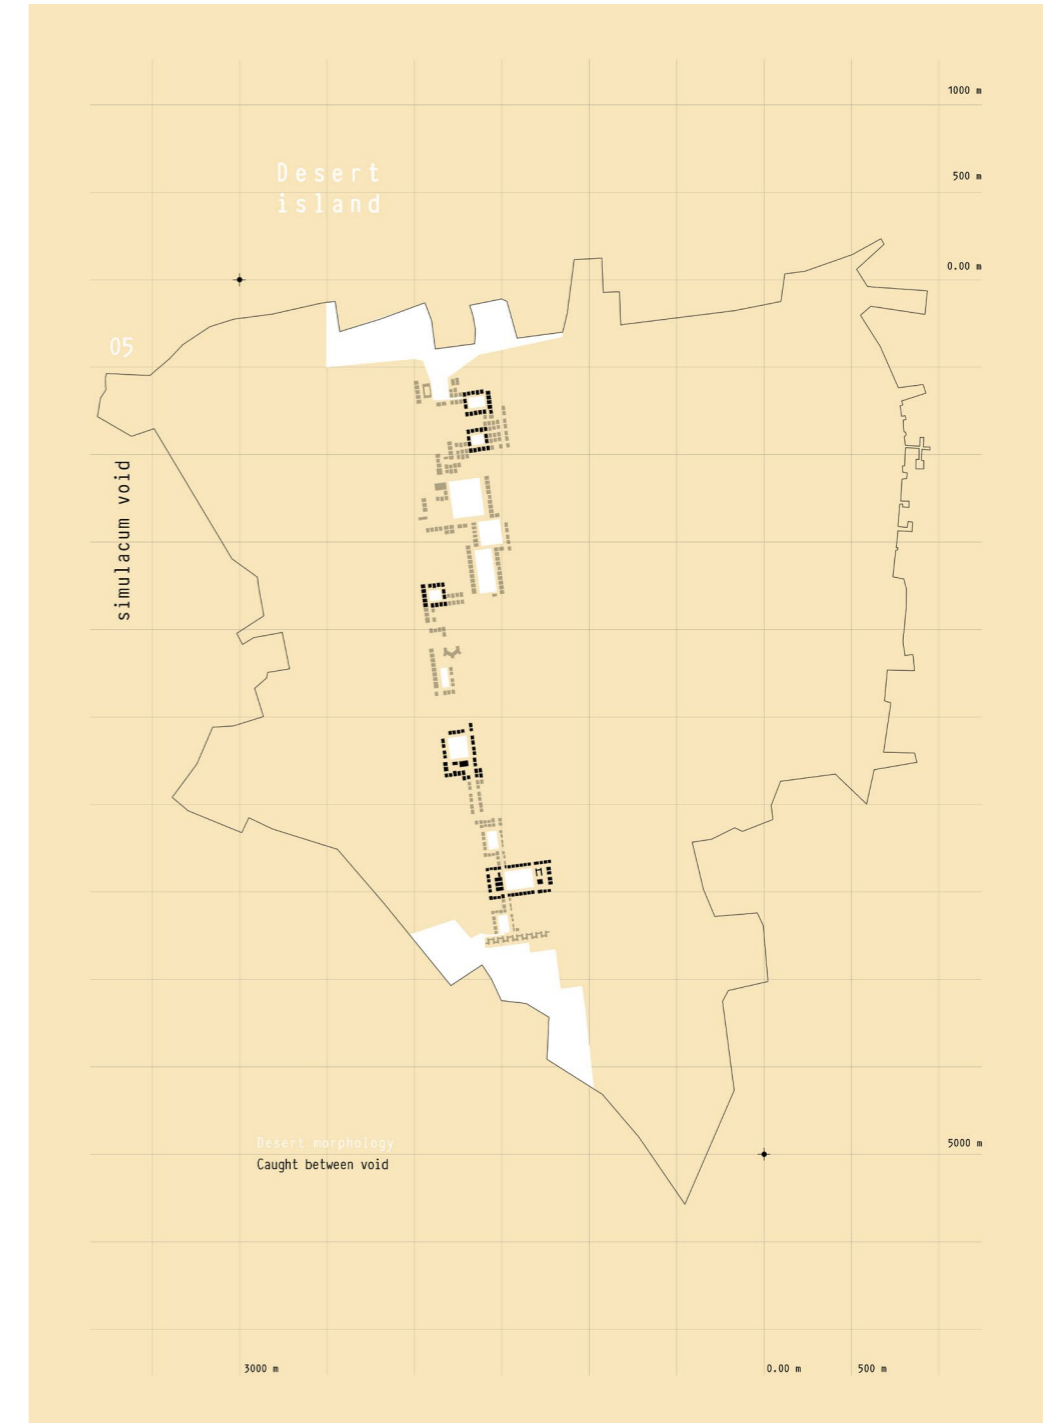 1000 m
500 m
Desert
island
0.00 m
05
simulacum void
5000 m
Desert morphology
Caught between void
3000 m
0.00 m
500 m